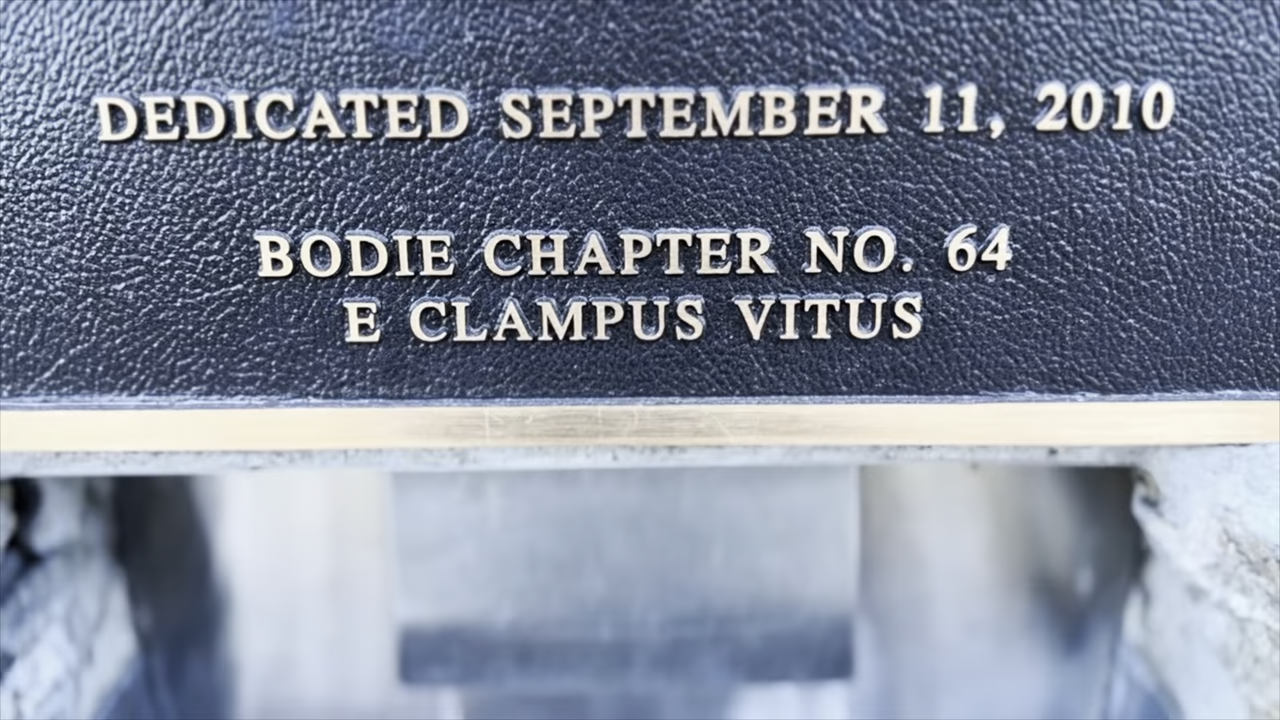 DEDICATED SEPTEMBER 11, 2010
BODIE CHAPTER NO. 64
E CLAMPUS VITUS